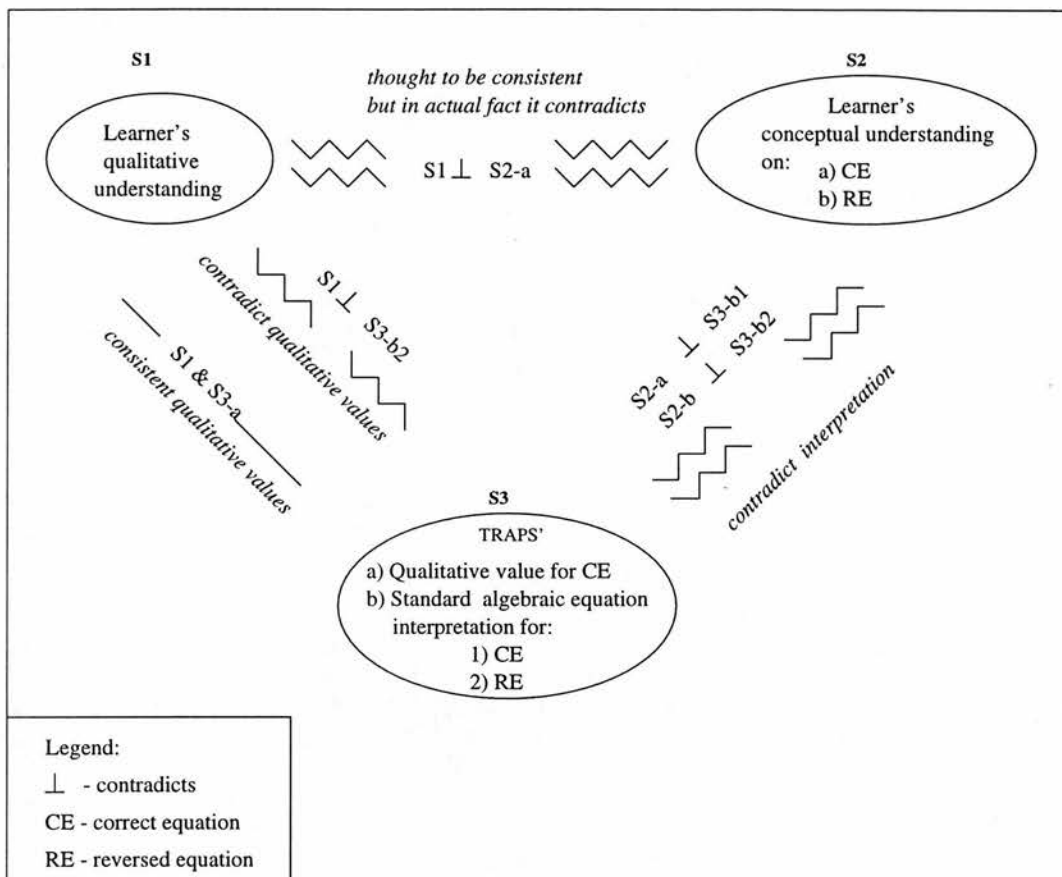 S1
S2
thought to be consistent
but in actual fact it contradicts
Learner's
qualitative
understanding
S1 ⊥ S2-a
Learner's
conceptual understanding
on:
a) CE
b) RE
S1 ⊥ S3-b2
contradict qualitative values
S1 & S3-a
consistent qualitative values
S2-a ⊥ S3-b1
S2-b ⊥ S3-b2
contradict interpretation
S3
TRAPS'
a) Qualitative value for CE
b) Standard algebraic equation
interpretation for:
1) CE
2) RE
Legend:
⊥ - contradicts
CE - correct equation
RE - reversed equation